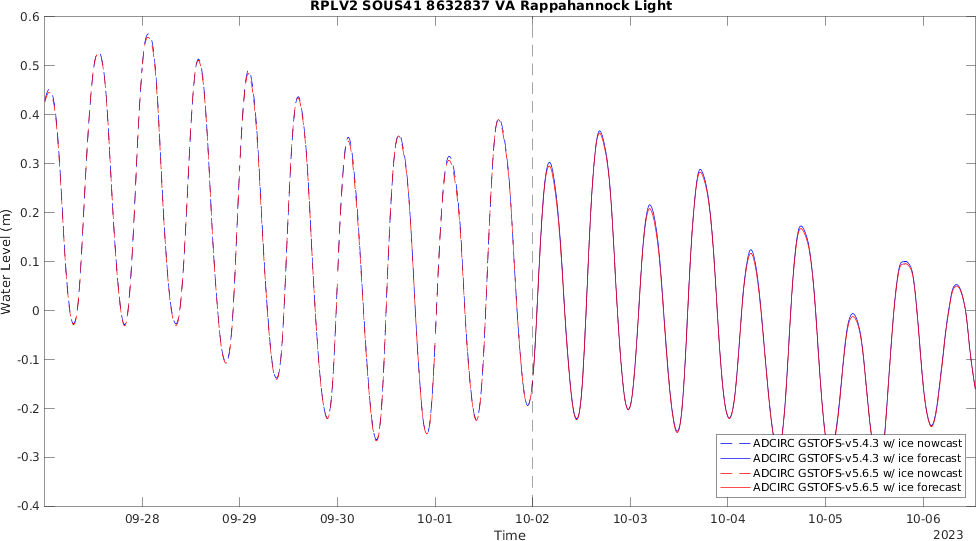 RPLV2 SOUS41 8632837 VA Rappahannock Light
0.6
0.5
0.4
0.3
0.2
0.1
0
-0.1
-0.2
-0.3
-0.4
Water Level (m)
ADCIRC GSTOFS-v5.4.3 w/ ice nowcast
ADCIRC GSTOFS-v5.4.3 w/ ice forecast
ADCIRC GSTOFS-v5.6.5 w/ ice nowcast
ADCIRC GSTOFS-v5.6.5 w/ ice forecast
09-28 09-29 09-30 10-01 10-02 10-03 10-04 10-05 10-06
Time
2023